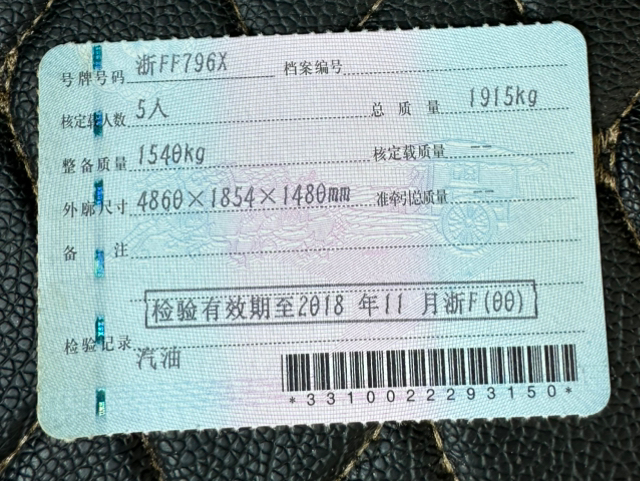 号牌号码 浙FF796X 档案编号
核定载人数 5人 总质量 1915kg
整备质量 1540kg 核定载质量 --
外廓尺寸 4860×1854×1480mm 准牵引总质量 --
备注
检验有效期至2018 年11 月浙F(00)
检验记录
汽油
*3310022293150*